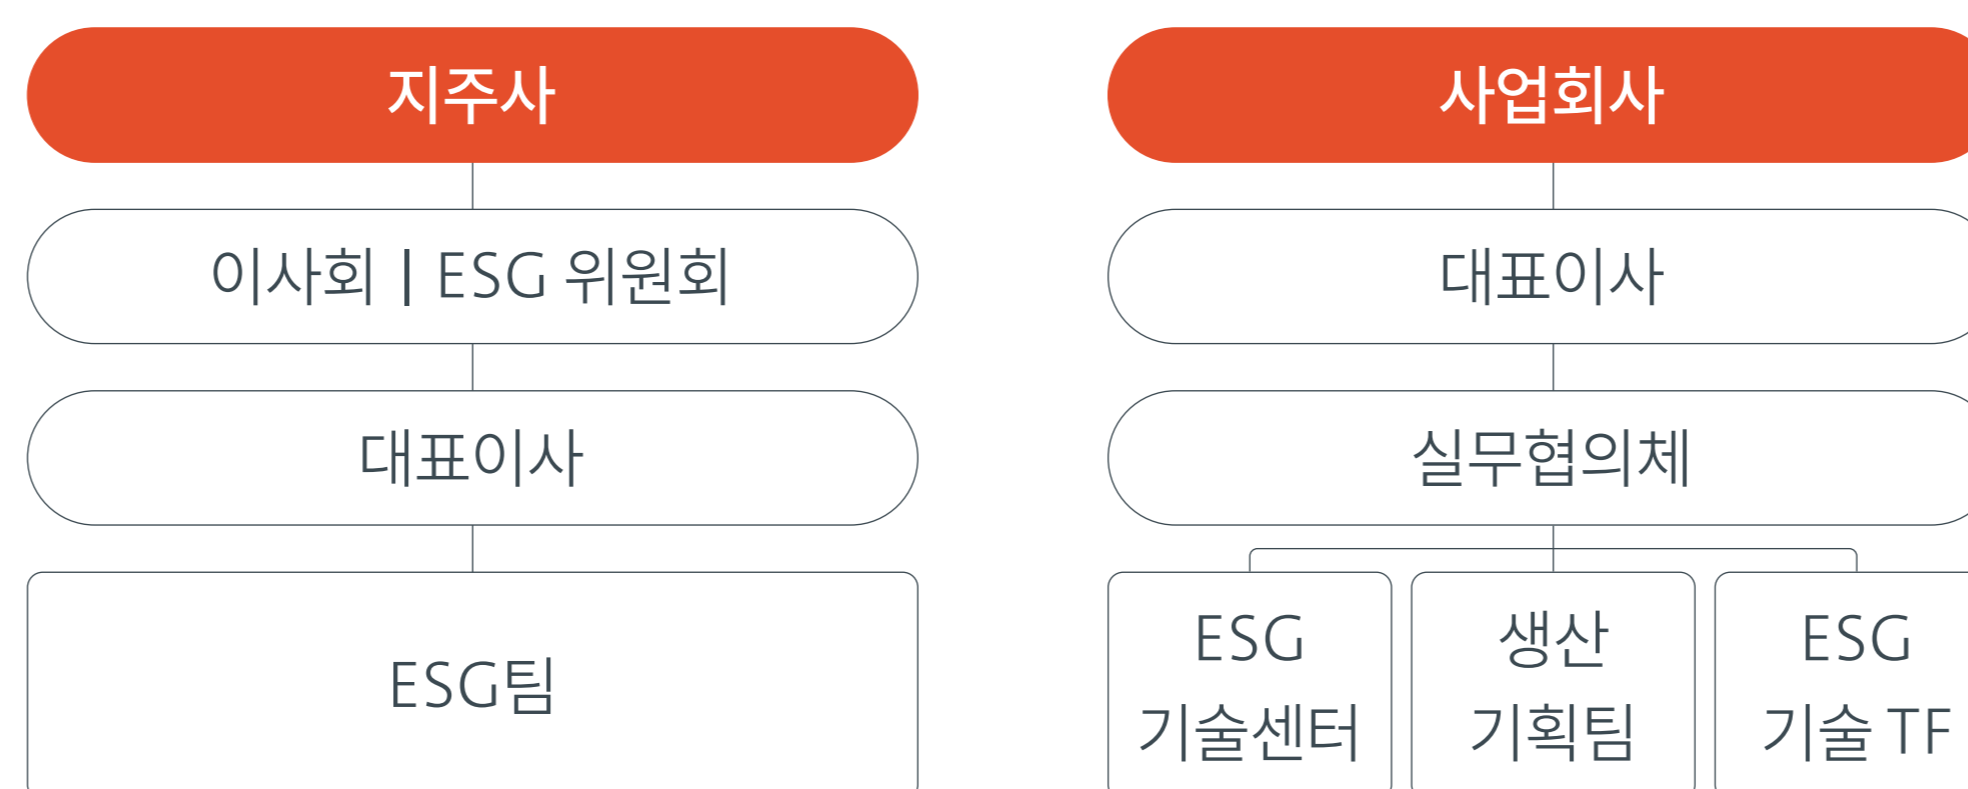 지주사
이사회 | ESG 위원회
대표이사
ESG팀
사업회사
대표이사
실무협의체
ESG
기술센터
생산
기획팀
ESG
기술 TF